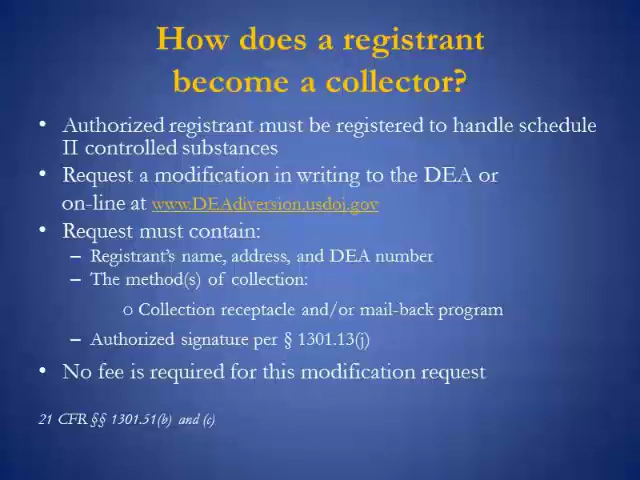 How does a registrant
become a collector?
• Authorized registrant must be registered to handle schedule
II controlled substances
• Request a modification in writing to the DEA or
on-line at www.DEAdiversion.usdoj.gov
• Request must contain:
– Registrant's name, address, and DEA number
– The method(s) of collection:
o Collection receptacle and/or mail-back program
– Authorized signature per § 1301.13(j)
• No fee is required for this modification request
21 CFR §§ 1301.51(b) and (c)